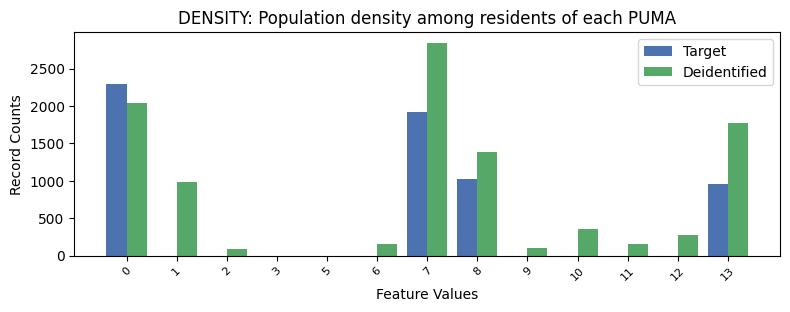 DENSITY: Population density among residents of each PUMA
Target
Deidentified
Record Counts
2500
2000
1500
1000
500
0
0 1 2 3 5 6 7 8 9 10 11 12 13
Feature Values